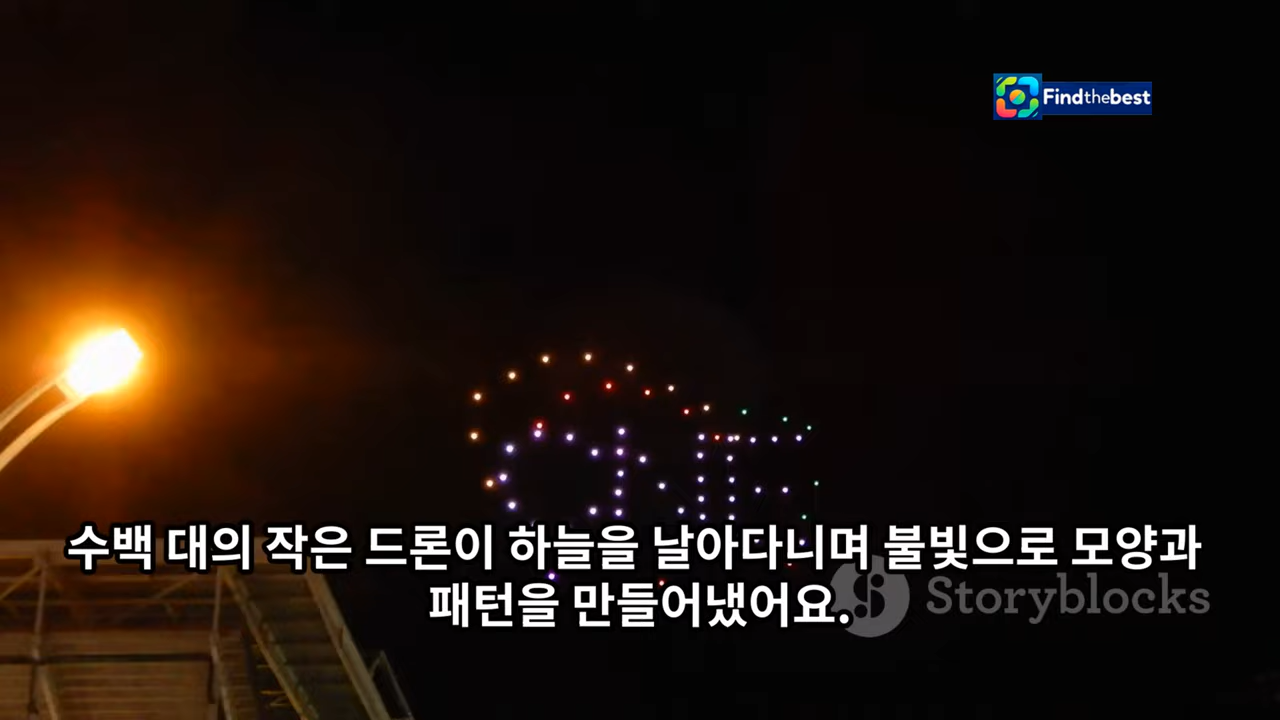 Findthebest
ONE
수백 대의 작은 드론이 하늘을 날아다니며 불빛으로 모양과
패턴을 만들어냈어요.
Storyblocks